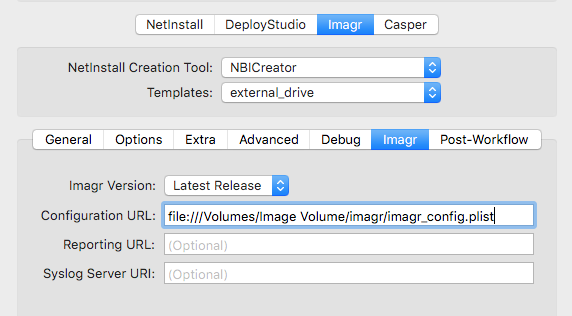 NetInstall DeployStudio Imagr Casper
NetInstall Creation Tool: NBICreator
Templates: external_drive
General Options Extra Advanced Debug Imagr Post-Workflow
Imagr Version: Latest Release
Configuration URL: file:///Volumes/Image Volume/imagr/imagr_config.plist
Reporting URL: (Optional)
Syslog Server URI: (Optional)